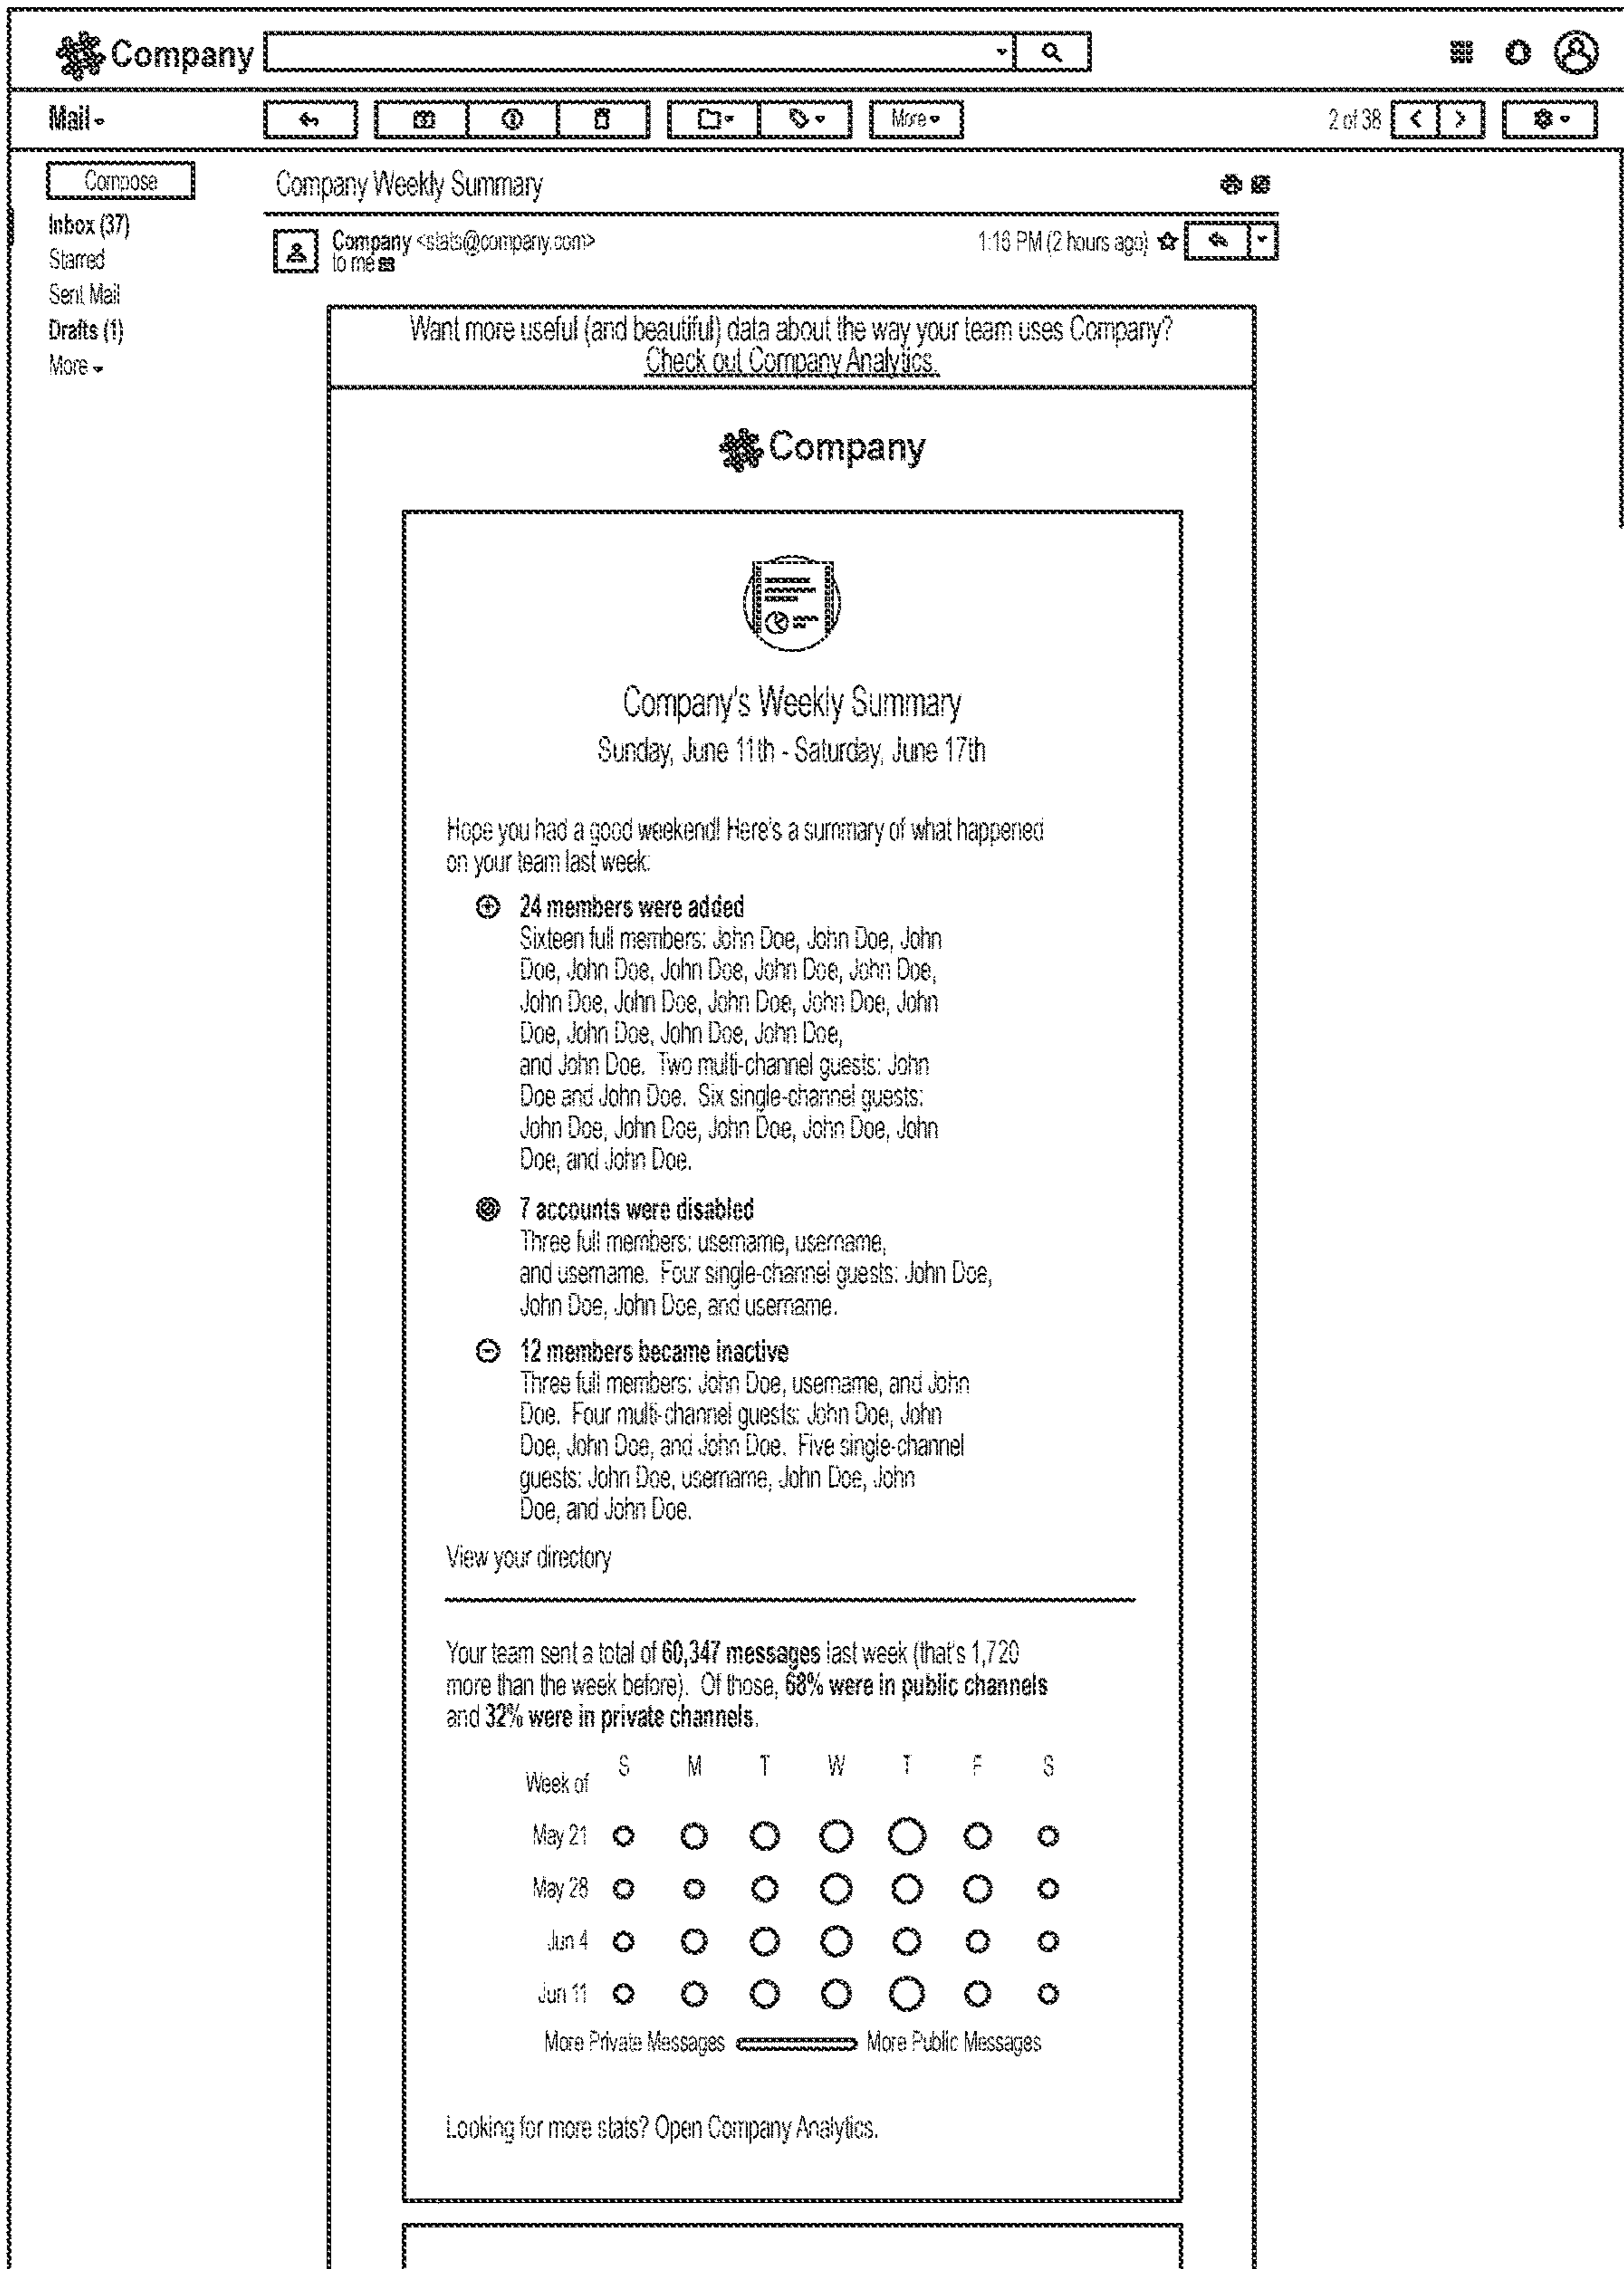 Company
Mail
More
2 of 38
Compose
Inbox (37)
Starred
Sent Mail
Drafts (1)
More
Company Weekly Summary
Company <stats@company.com>
1:16 PM (2 hours ago)
to me
Want more useful (and beautiful) data about the way your team uses Company?
Check out Company Analytics.
Company
Company's Weekly Summary
Sunday, June 11th - Saturday, June 17th
Hope you had a good weekend! Here's a summary of what happened
on your team last week:
24 members were added
Sixteen full members: John Doe, John Doe, John
Doe, John Doe, John Doe, John Doe, John Doe,
John Doe, John Doe, John Doe, John Doe, John
Doe, John Doe, John Doe, John Doe,
and John Doe. Two multi-channel guests: John
Doe and John Doe. Six single-channel guests:
John Doe, John Doe, John Doe, John Doe, John
Doe, and John Doe.
7 accounts were disabled
Three full members: username, username,
and username. Four single-channel guests: John Doe,
John Doe, John Doe, and username.
12 members became inactive
Three full members: John Doe, username, and John
Doe. Four multi-channel guests: John Doe, John
Doe, John Doe, and John Doe. Five single-channel
guests: John Doe, username, John Doe, John
Doe, and John Doe.
View your directory
Your team sent a total of 60,347 messages last week (that's 1,720
more than the week before). Of those, 68% were in public channels
and 32% were in private channels.
Week of S M T W T F S
May 21
May 28
Jun 4
Jun 11
More Private Messages More Public Messages
Looking for more stats? Open Company Analytics.